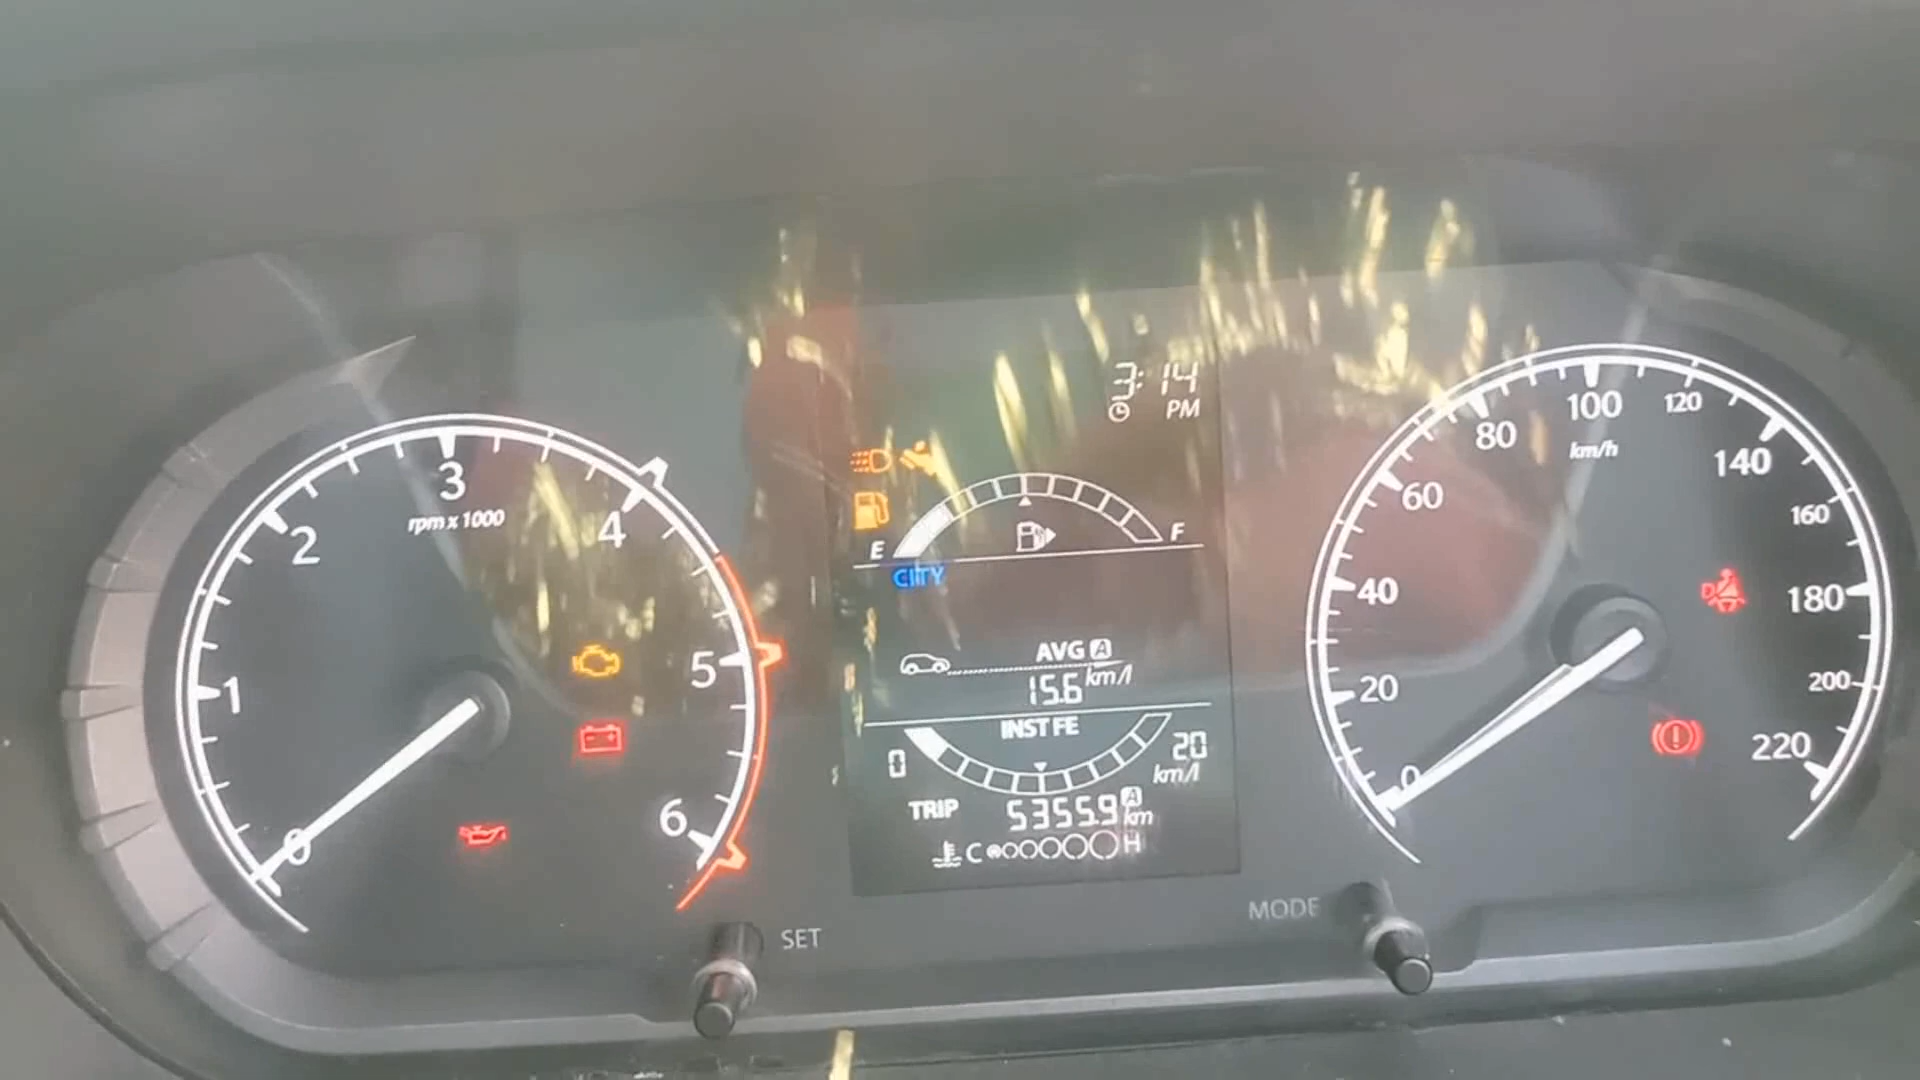 3:14
PM
E
F
CITY
AVG A
15.6 km/l
INST FE
0
20
km/l
TRIP
5355.9 A km
C
H
0
1
2
3
4
5
6
rpm x 1000
0
20
40
60
80
100
120
140
160
180
200
220
km/h
D
SET
MODE